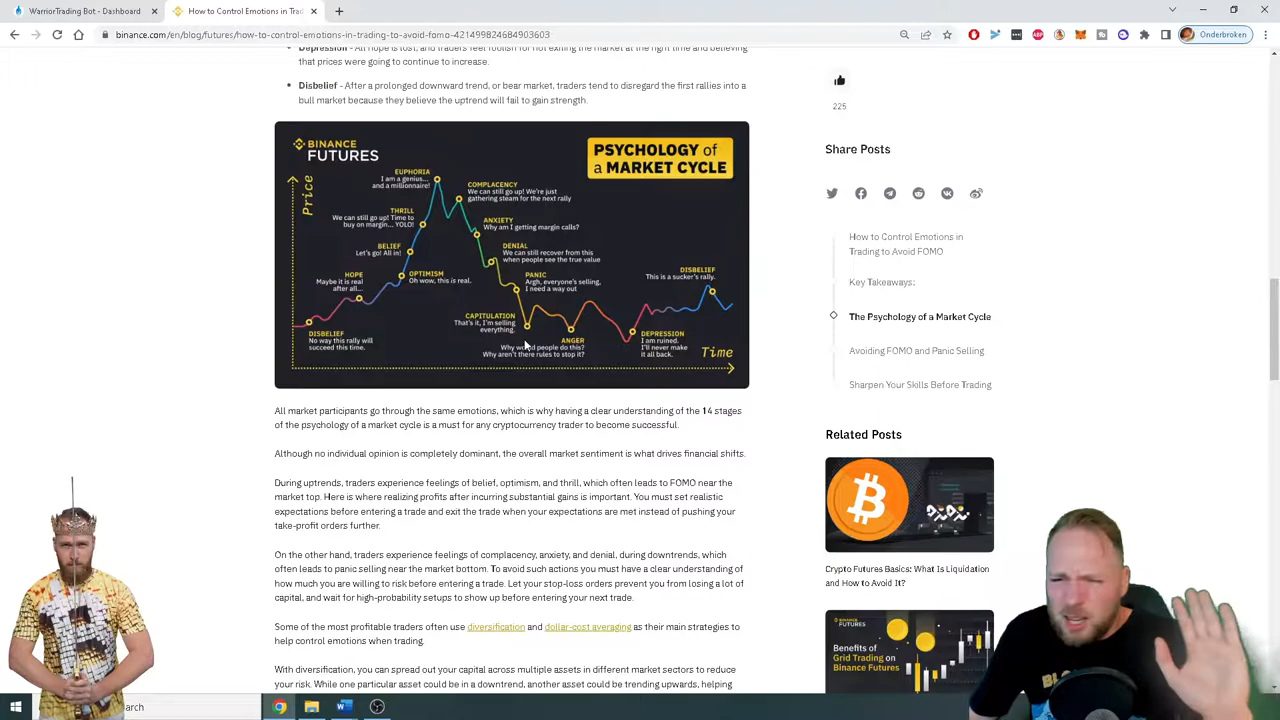 WarriorTrading Bot - Dashboard
How to Control Emotions in Tra
binance.com/en/blog/futures/how-to-control-emotions-in-trading-to-avoid-fomo-421499824684903603
Onderbroken
Depression - All hope is lost, and traders feel foolish for not exiting the market at the right time and believing
that prices were going to continue to increase.
Disbelief - After a prolonged downward trend, or bear market, traders tend to disregard the first rallies into a
bull market because they believe the uptrend will fail to gain strength.
BINANCE
FUTURES
PSYCHOLOGY of
a MARKET CYCLE
Price
EUPHORIA
I am a genius...
and a millionaire!
COMPLACENCY
We can still go up! We're just
gathering steam for the next rally
THRILL
We can still go up! Time to
buy on margin... YOLO!
ANXIETY
Why am I getting margin calls?
BELIEF
Let's go! All in!
DENIAL
We can still recover from this
when people see the true value
HOPE
Maybe it is real
after all...
OPTIMISM
Oh wow, this is real.
PANIC
Argh, everyone's selling,
I need a way out
DISBELIEF
This is a sucker's rally.
CAPITULATION
That's it, I'm selling
everything.
DISBELIEF
No way this rally will
succeed this time.
ANGER
Why would people do this?
Why aren't there rules to stop it?
DEPRESSION
I am ruined.
I'll never make
it all back.
Time
All market participants go through the same emotions, which is why having a clear understanding of the 14 stages
of the psychology of a market cycle is a must for any cryptocurrency trader to become successful.
Although no individual opinion is completely dominant, the overall market sentiment is what drives financial shifts.
During uptrends, traders experience feelings of belief, optimism, and thrill, which often leads to FOMO near the
market top. Here is where realizing profits after incurring substantial gains is important. You must set realistic
expectations before entering a trade and exit the trade when your expectations are met instead of pushing your
take-profit orders further.
On the other hand, traders experience feelings of complacency, anxiety, and denial, during downtrends, which
often leads to panic selling near the market bottom. To avoid such actions you must have a clear understanding of
how much you are willing to risk before entering a trade. Let your stop-loss orders prevent you from losing a lot of
capital, and wait for high-probability setups to show up before entering your next trade.
Some of the most profitable traders often use diversification and dollar-cost averaging as their main strategies to
help control emotions when trading.
With diversification, you can spread out your capital across multiple assets in different market sectors to reduce
your risk. While one particular asset could be in a downtrend, another asset could be trending upwards, helping
225
Share Posts
How to Control Emotions in
Trading to Avoid FOMO
Key Takeaways:
The Psychology of a Market Cycle
Avoiding FOMO and Panic Selling
Sharpen Your Skills Before Trading
Related Posts
Crypto Futures Basics: What Is Liquidation
and How to Avoid It?
BINANCE
FUTURES
Benefits of
Grid Trading on
Binance Futures